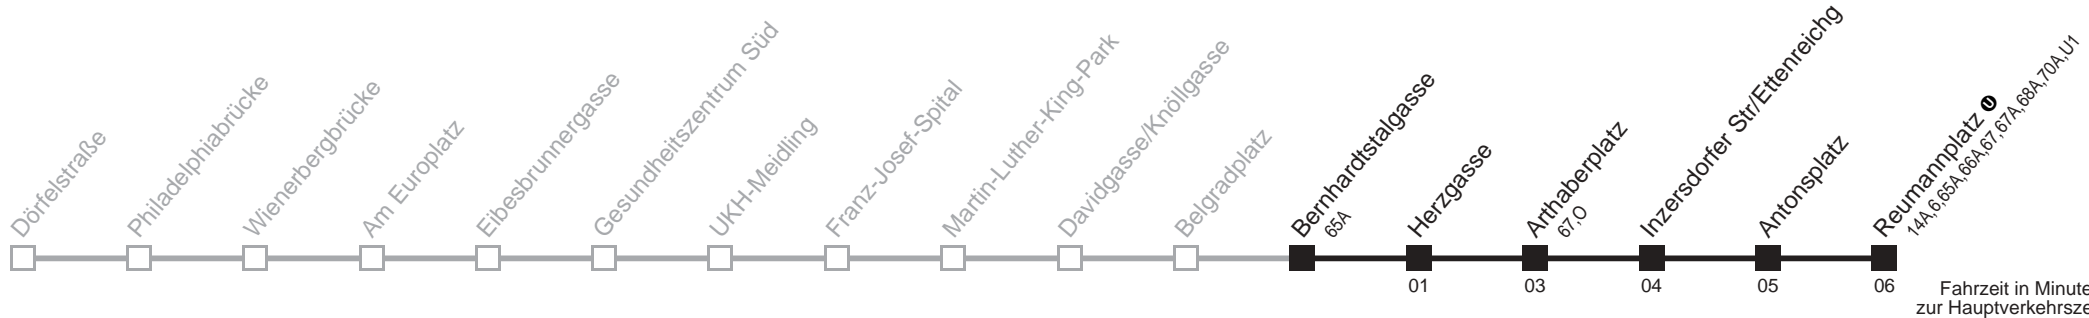 Dörfelstraße
Philadelphiabrücke
Wienerbergbrücke
Am Europlatz
Eibesbrunnergasse
Gesundheitszentrum Süd
UKH-Meidling
Franz-Josef-Spital
Martin-Luther-King-Park
Davidgasse/Knöllgasse
Belgradplatz
Bernhardtstalgasse
65A
Herzgasse
01
Arthaberplatz
67,O
03
Inzersdorfer Str/Ettenreichg
04
Antonsplatz
05
Reumannplatz U
14A,6,65A,66A,67,67A,68A,70A,U1
06
Fahrzeit in Minute
zur Hauptverkehrsze